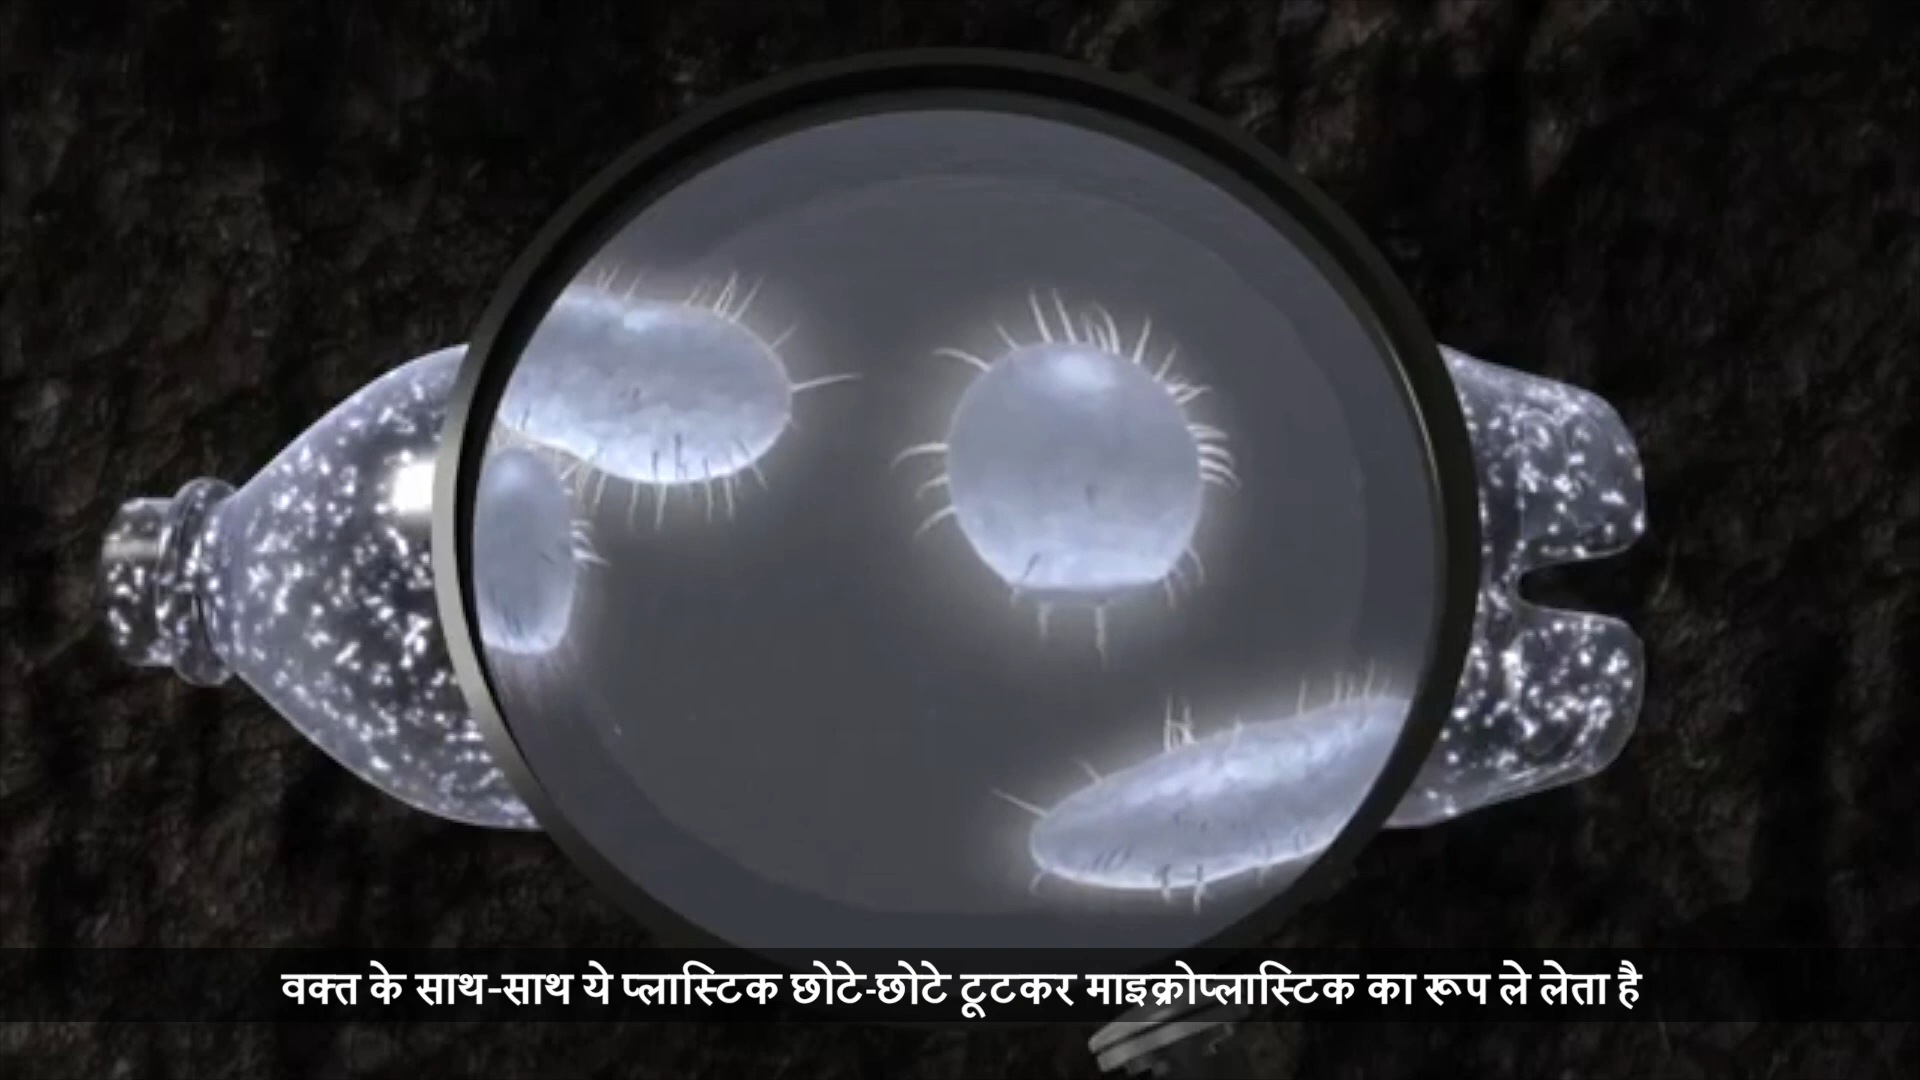 वक्त के साथ-साथ ये प्लास्टिक छोटे-छोटे टूटकर माइक्रोप्लास्टिक का रूप ले लेता है